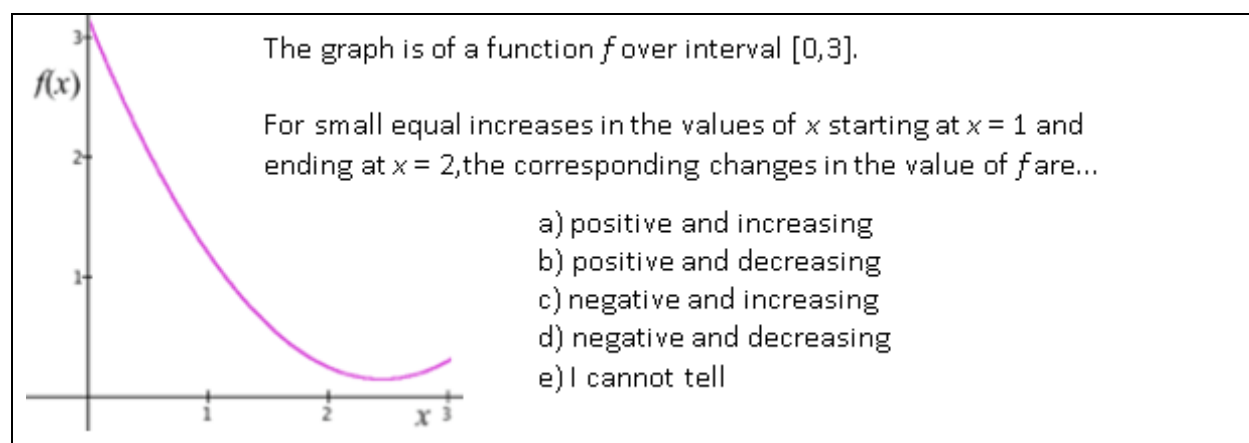 3
f(x)
2
1
1
2
x 3
The graph is of a function f over interval [0,3].
For small equal increases in the values of x starting at x = 1 and
ending at x = 2,the corresponding changes in the value of f are...
a) positive and increasing
b) positive and decreasing
c) negative and increasing
d) negative and decreasing
e) I cannot tell